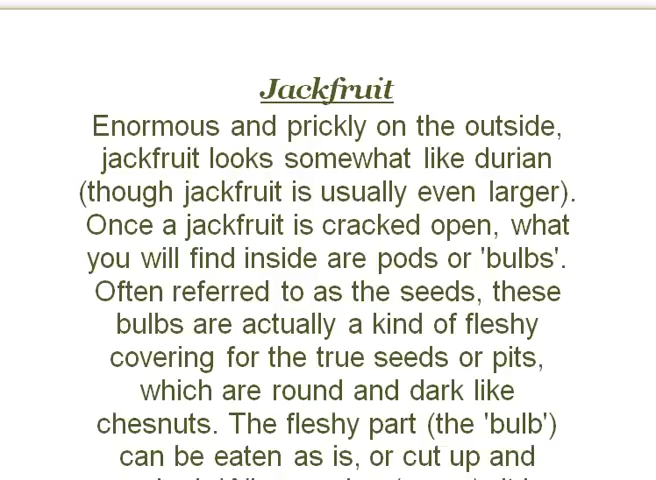 Jackfruit
Enormous and prickly on the outside,
jackfruit looks somewhat like durian
(though jackfruit is usually even larger).
Once a jackfruit is cracked open, what
you will find inside are pods or 'bulbs'.
Often referred to as the seeds, these
bulbs are actually a kind of fleshy
covering for the true seeds or pits,
which are round and dark like
chesnuts. The fleshy part (the 'bulb')
can be eaten as is, or cut up and